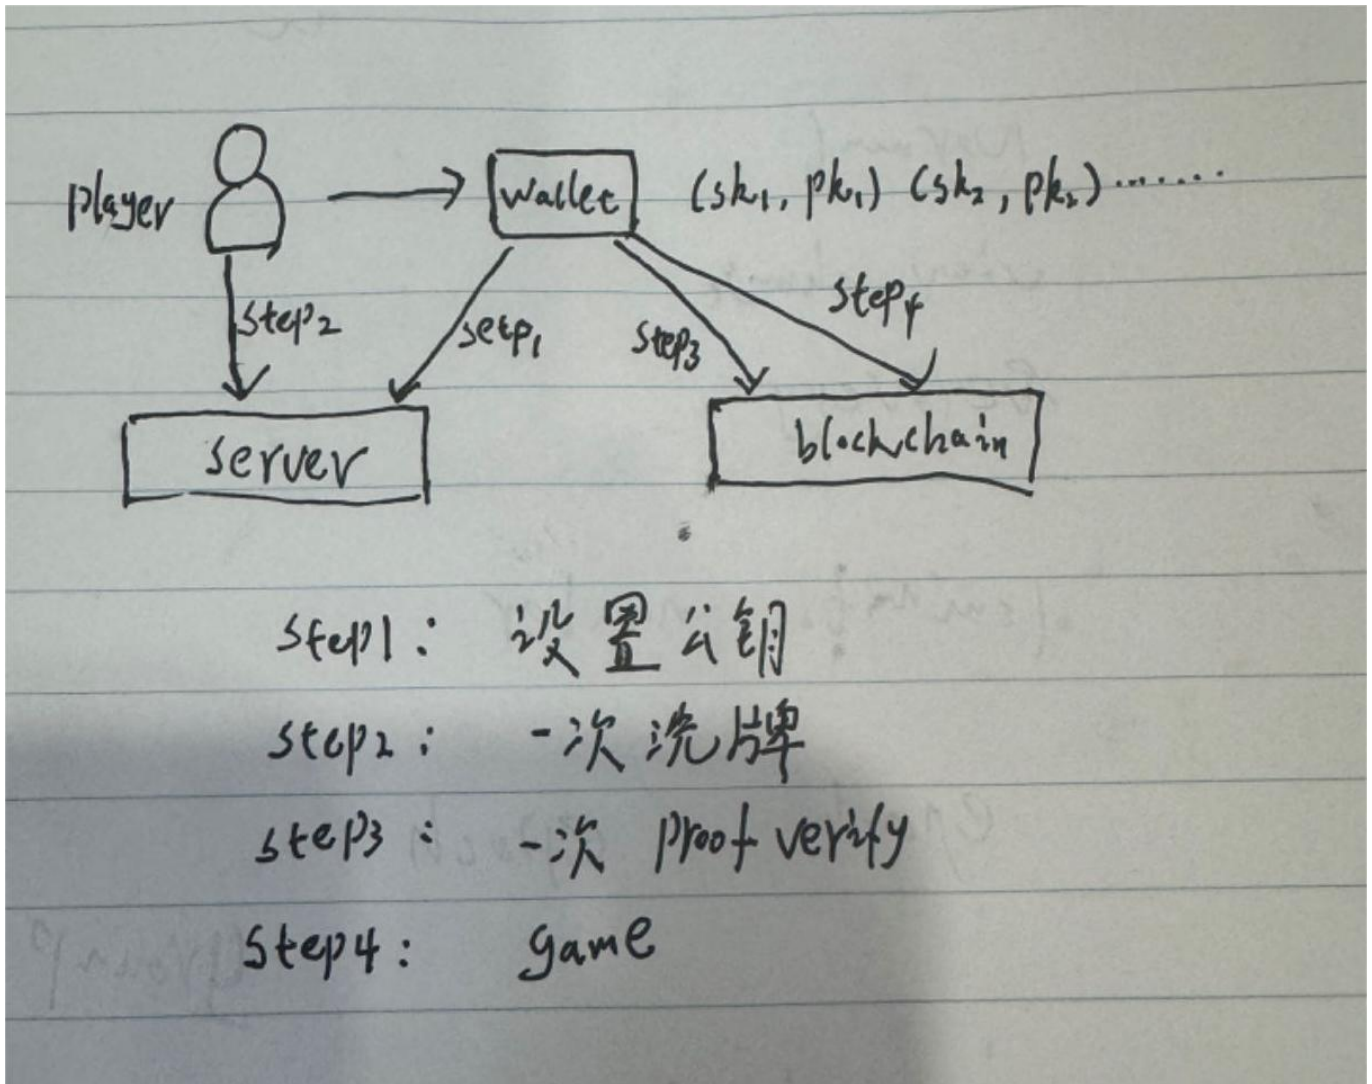 player
wallet
(sk1, pk1) (sk2, pk2).......
step2
setp1
step3
step4
server
blockchain
step1: 设置公钥
step2: 一次洗牌
step3: 一次 proof verify
step4: game